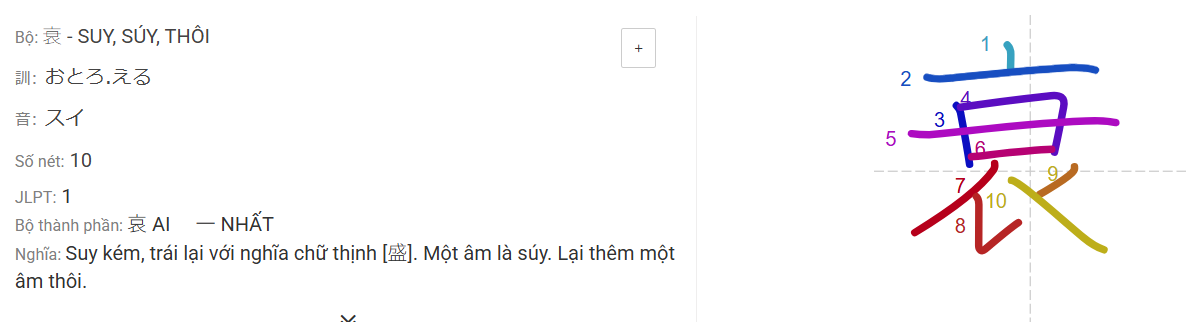 Bộ: 衰 - SUY, SÚY, THÔI
+
訓: おとろ.える
音: スイ
Số nét: 10
JLPT: 1
Bộ thành phần: 哀 AI 一 NHẤT
Nghĩa: Suy kém, trái lại với nghĩa chữ thịnh [盛]. Một âm là súy. Lại thêm một
âm thôi.
衰
1
2
3
4
5
6
7
8
9
10